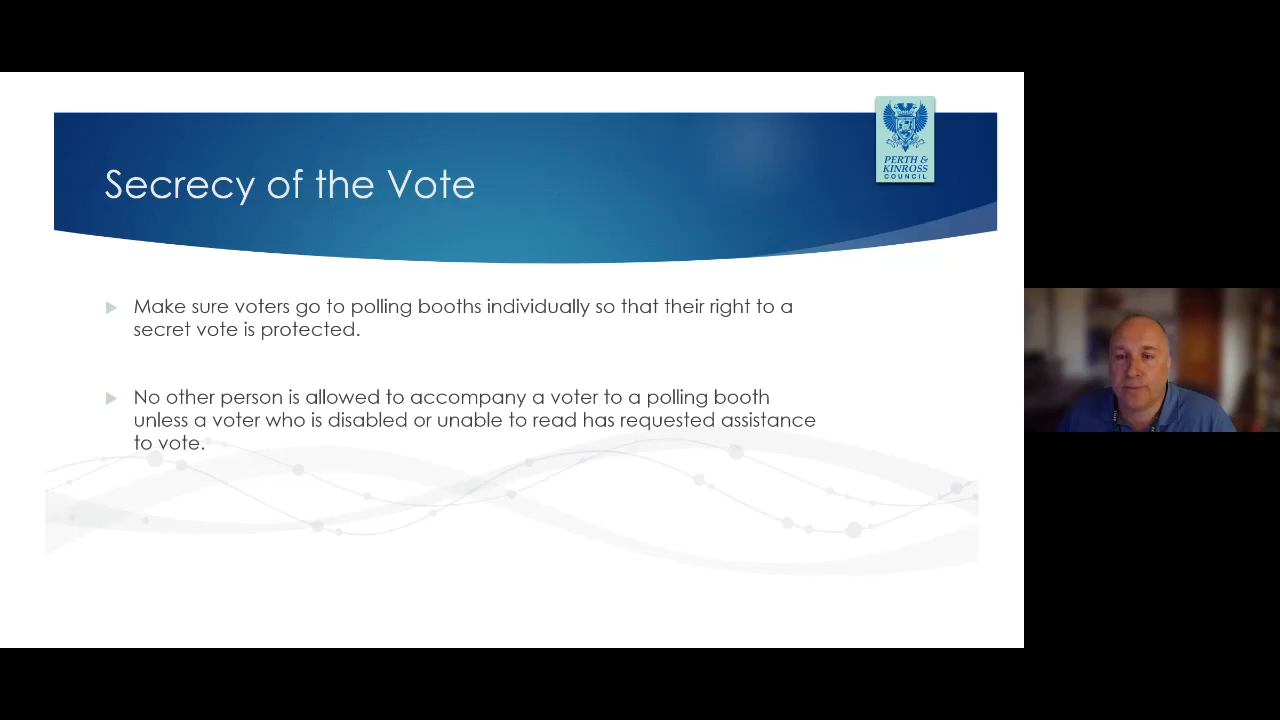 Secrecy of the Vote
PERTH &
KINROSS
COUNCIL
Make sure voters go to polling booths individually so that their right to a
secret vote is protected.
No other person is allowed to accompany a voter to a polling booth
unless a voter who is disabled or unable to read has requested assistance
to vote.